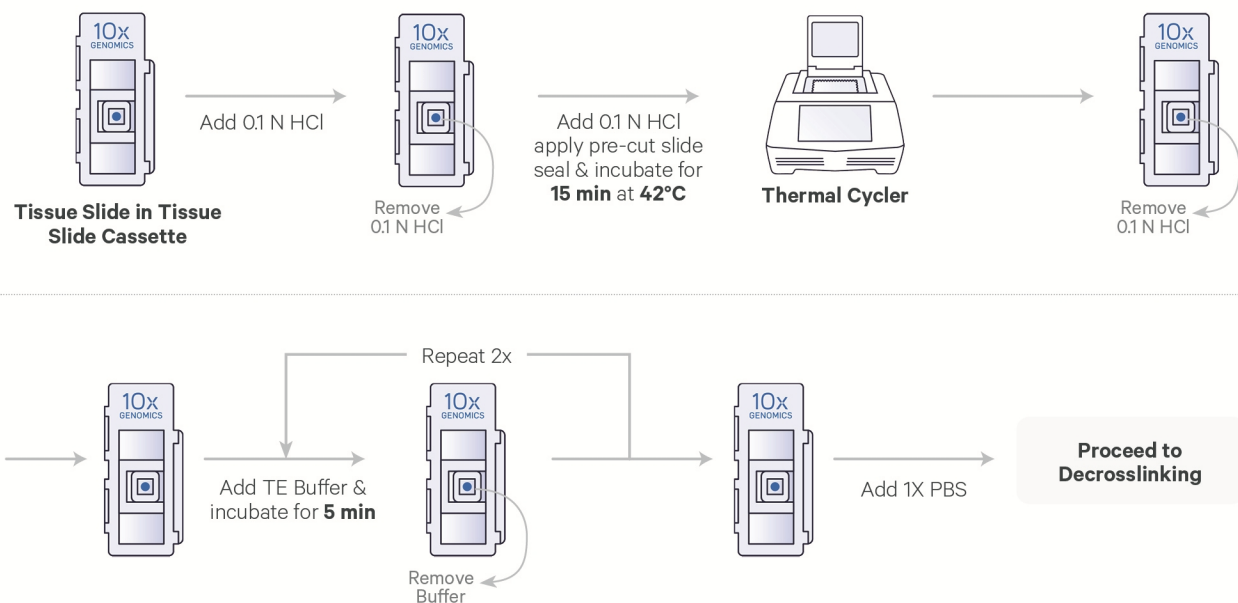 10x
GENOMICS
Tissue Slide in Tissue
Slide Cassette
Add 0.1 N HCl
10x
GENOMICS
Remove
0.1 N HCl
Add 0.1 N HCl
apply pre-cut slide
seal & incubate for
15 min at 42°C
Thermal Cycler
10x
GENOMICS
Remove
0.1 N HCl
10x
GENOMICS
Add TE Buffer &
incubate for 5 min
Repeat 2x
10x
GENOMICS
Remove
Buffer
10x
GENOMICS
Add 1X PBS
Proceed to
Decrosslinking